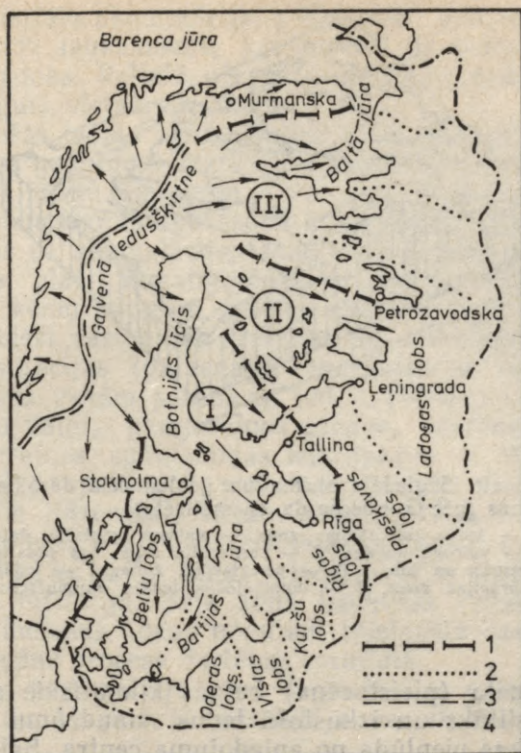 Barenca jūra
Murmanska
Baltā jūra
Galvenā ledusšķirtne
III
Botnijas līcis
II
Petrozavodska
Ladogas lobs
I
Ļeņingrada
Tallina
Pleskavas lobs
Stokholma
Rīga
Rīgas lobs
Beltu lobs
Baltijas jūra
Kuršu lobs
Oderas lobs
Vislas lobs
1
2
3
4